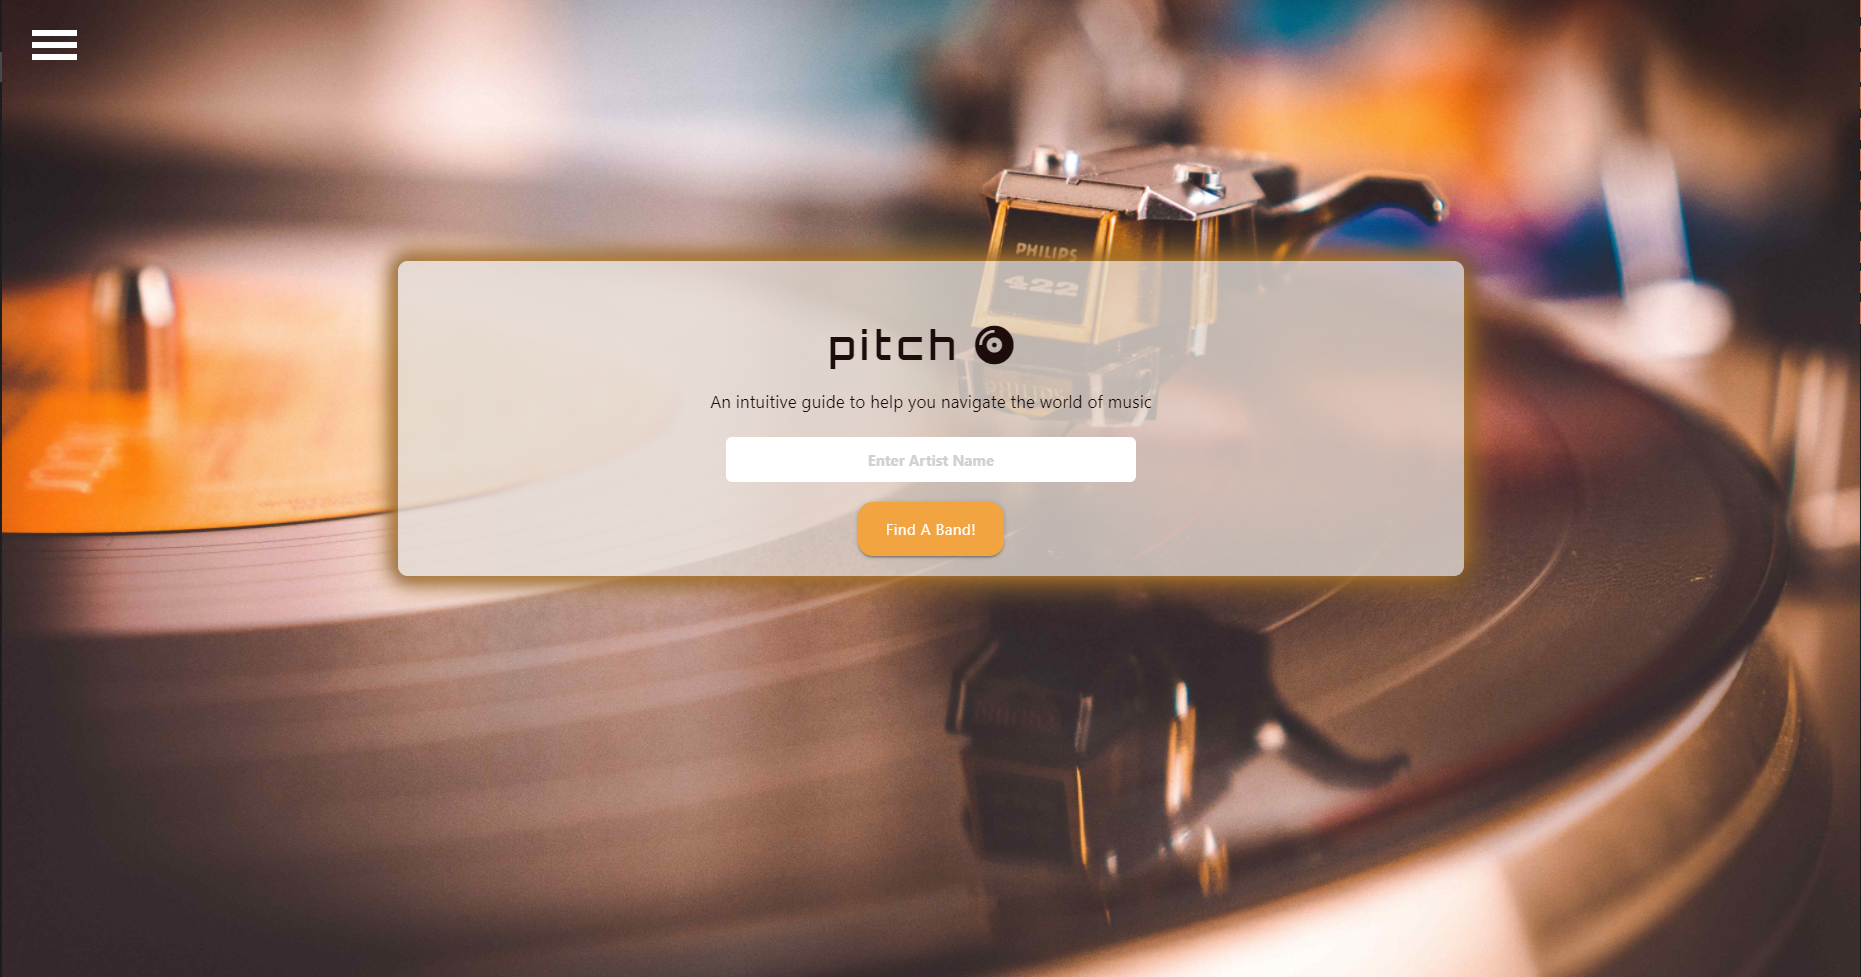 PHILIPS
422
pitch
An intuitive guide to help you navigate the world of music
Enter Artist Name
Find A Band!